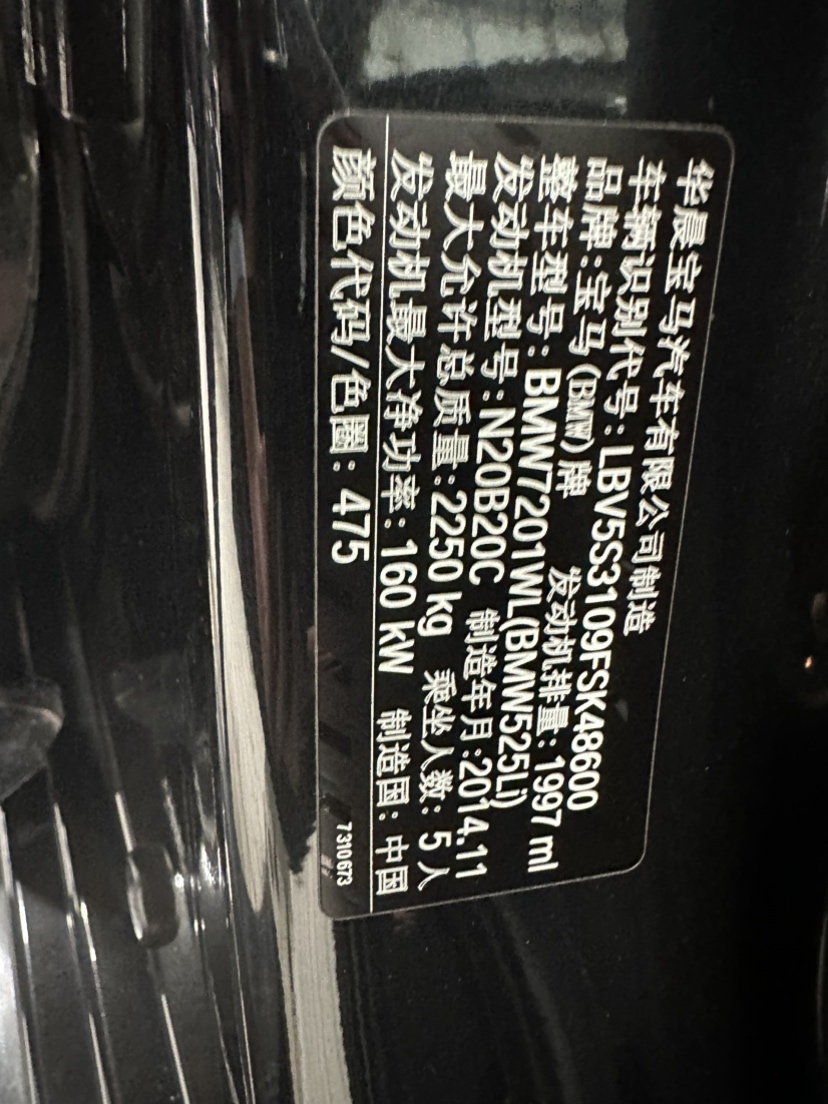 华晨宝马汽车有限公司制造
车辆识别代号:LBV5S3109FSK48600
品牌:宝马(BMW)牌 发动机排量:1997 ml
整车型号:BMW7201WL(BMW525Li)
发动机型号:N20B20C 制造年月:2014.11
最大允许总质量:2250 kg 乘坐人数:5人
发动机最大净功率:160 kW 制造国:中国
颜色代码/色圈:475
7310673